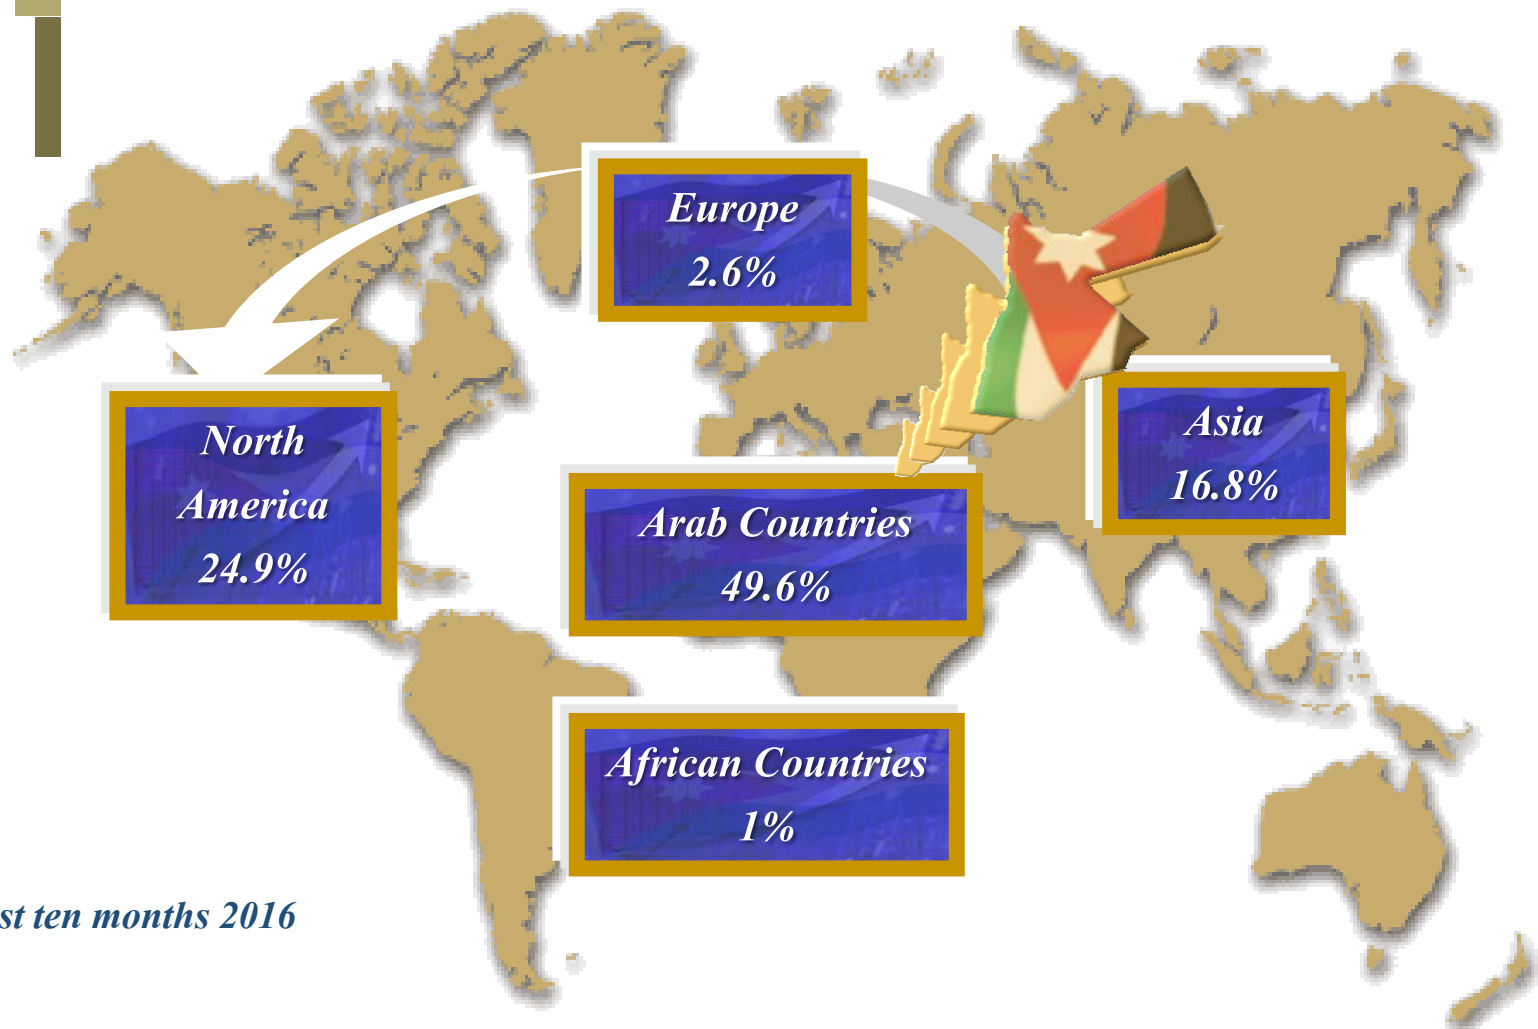 Europe
2.6%
North
America
24.9%
Asia
16.8%
Arab Countries
49.6%
African Countries
1%
st ten months 2016